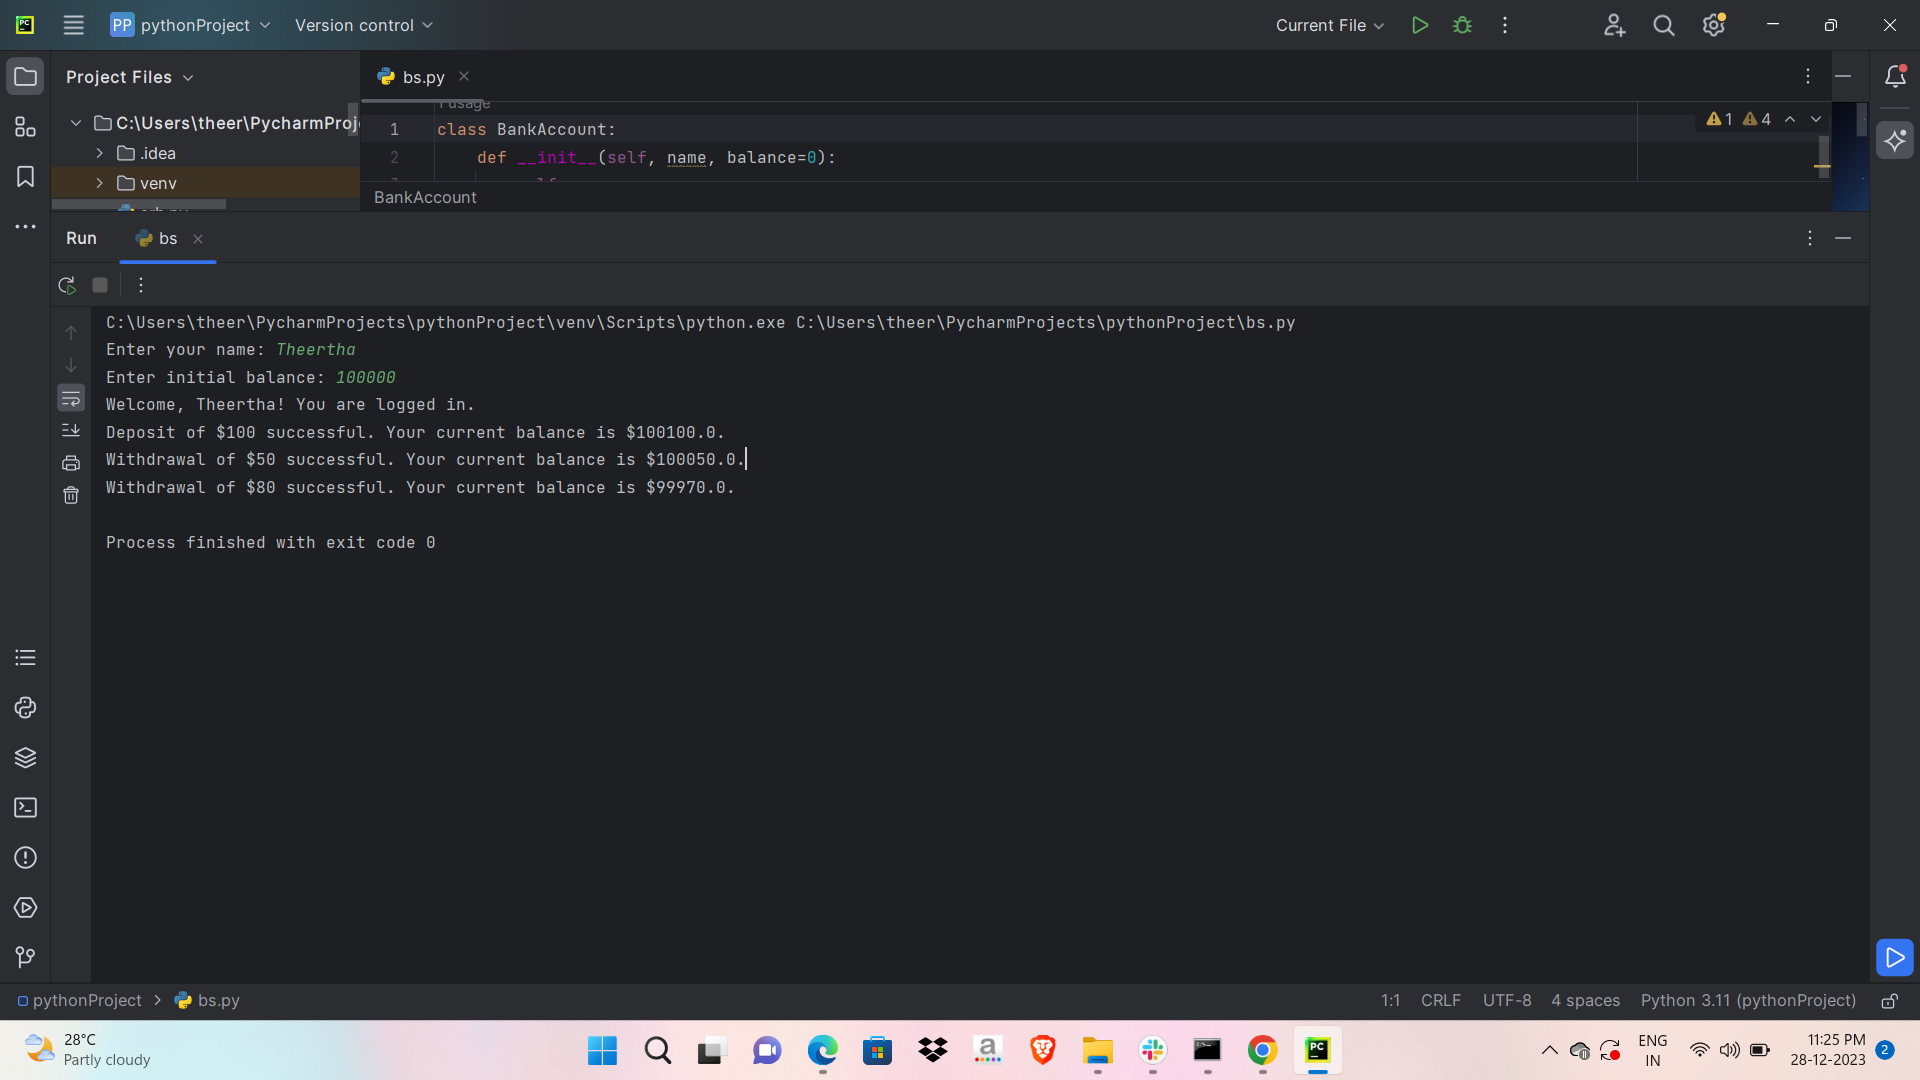 PP pythonProject Version control Current File
Project Files
bs.py
C:\Users\theer\PycharmProj
.idea
venv
1 usage
1 class BankAccount:
2 def __init__(self, name, balance=0):
1 4
BankAccount
Run bs
C:\Users\theer\PycharmProjects\pythonProject\venv\Scripts\python.exe C:\Users\theer\PycharmProjects\pythonProject\bs.py
Enter your name: Theertha
Enter initial balance: 100000
Welcome, Theertha! You are logged in.
Deposit of $100 successful. Your current balance is $100100.0.
Withdrawal of $50 successful. Your current balance is $100050.0.
Withdrawal of $80 successful. Your current balance is $99970.0.
Process finished with exit code 0
pythonProject > bs.py 1:1 CRLF UTF-8 4 spaces Python 3.11 (pythonProject)
28°C
Partly cloudy
ENG
IN
11:25 PM
28-12-2023
2